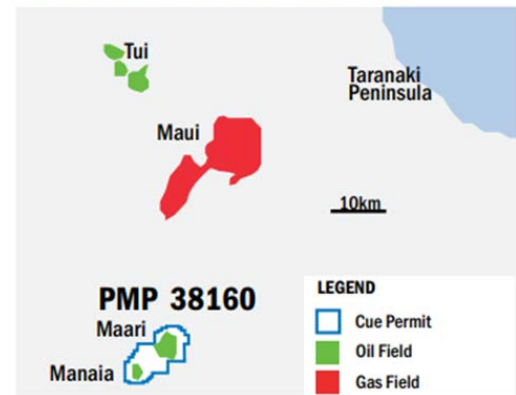 Tui
Taranaki
Peninsula
Maui
10km
PMP 38160
Maari
Manaia
LEGEND
Cue Permit
Oil Field
Gas Field